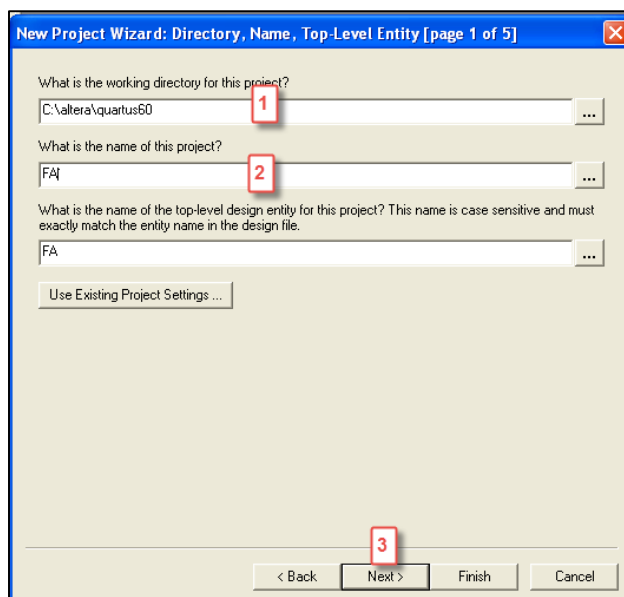 New Project Wizard: Directory, Name, Top-Level Entity [page 1 of 5]
What is the working directory for this project?
C:\altera\quartus60
1
...
What is the name of this project?
FA
2
...
What is the name of the top-level design entity for this project? This name is case sensitive and must
exactly match the entity name in the design file.
FA
...
Use Existing Project Settings ...
3
< Back
Next >
Finish
Cancel